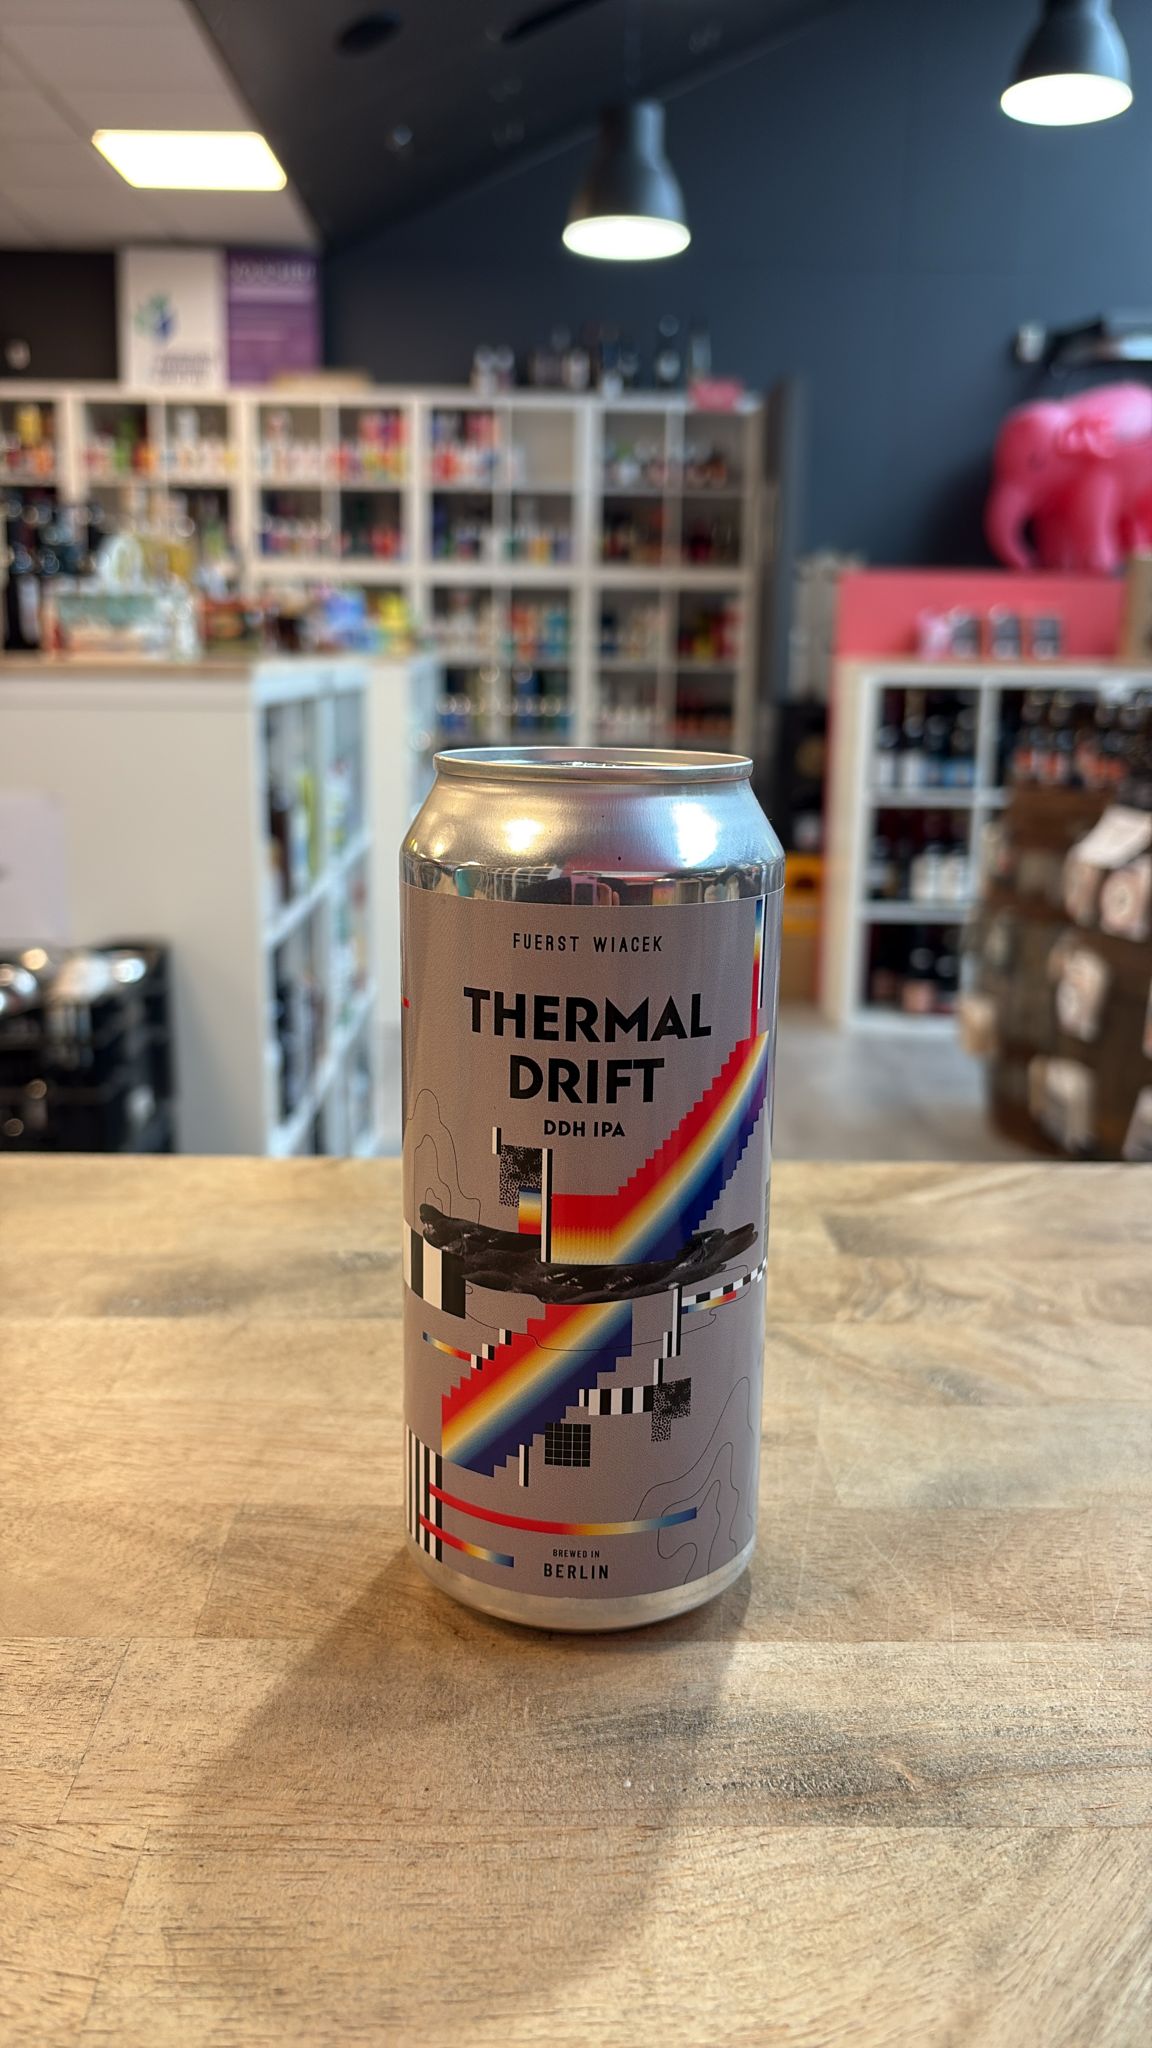 FUERST WIACEK
THERMAL
DRIFT
DDH IPA
BREWED IN
BERLIN